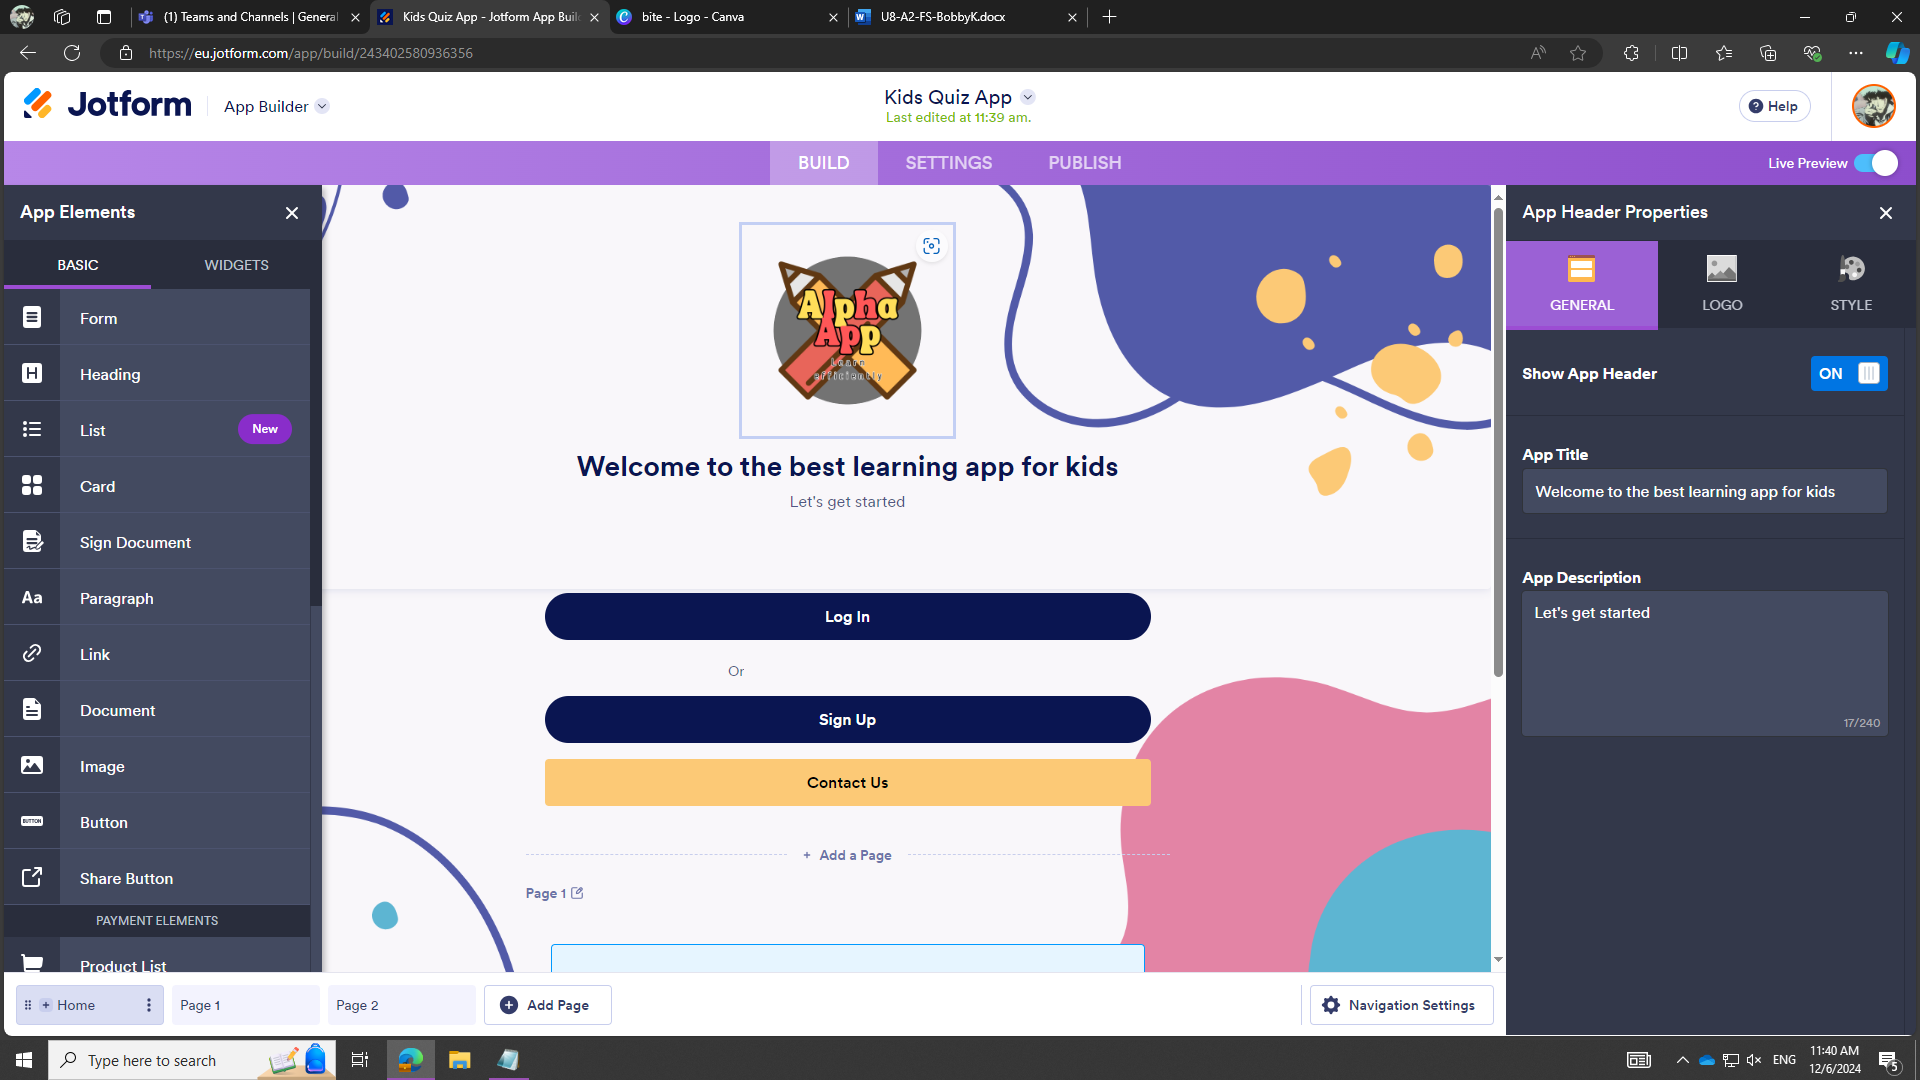 (1) Teams and Channels | General
Kids Quiz App - Jotform App Buil
bite - Logo - Canva
U8-A2-FS-BobbyK.docx
https://eu.jotform.com/app/build/243402580936356
Jotform
App Builder
Kids Quiz App
Last edited at 11:39 am.
Help
BUILD
SETTINGS
PUBLISH
Live Preview
App Elements
BASIC
WIDGETS
Form
Heading
List
New
Card
Sign Document
Aa
Paragraph
Link
Document
Image
BUTTON
Button
Share Button
PAYMENT ELEMENTS
Product List
Alpha
App
Learn
efficiently
Welcome to the best learning app for kids
Let's get started
Log In
Or
Sign Up
Contact Us
+ Add a Page
Page 1
App Header Properties
GENERAL
LOGO
STYLE
Show App Header
ON
App Title
Welcome to the best learning app for kids
App Description
Let's get started
17/240
Home
Page 1
Page 2
Add Page
Navigation Settings
Type here to search
ENG
11:40 AM
12/6/2024
5